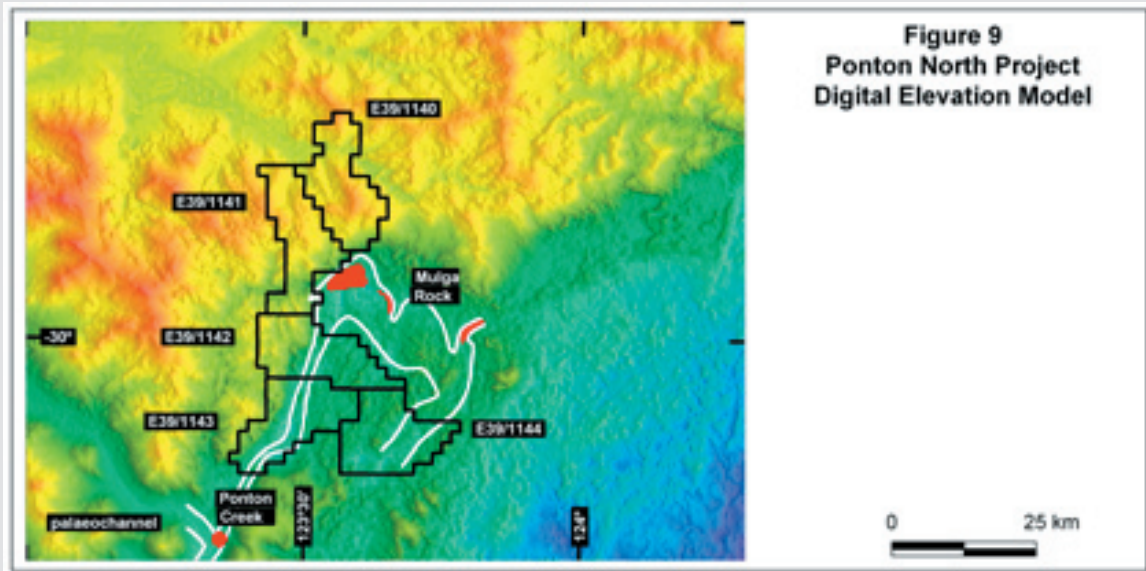 Figure 9
Ponton North Project
Digital Elevation Model
E39/1140
E39/1141
Mulga
Rock
-30°
E39/1142
E39/1143
E39/1144
Ponton
Creek
palaeochannel
123°30'
124°
0 25 km